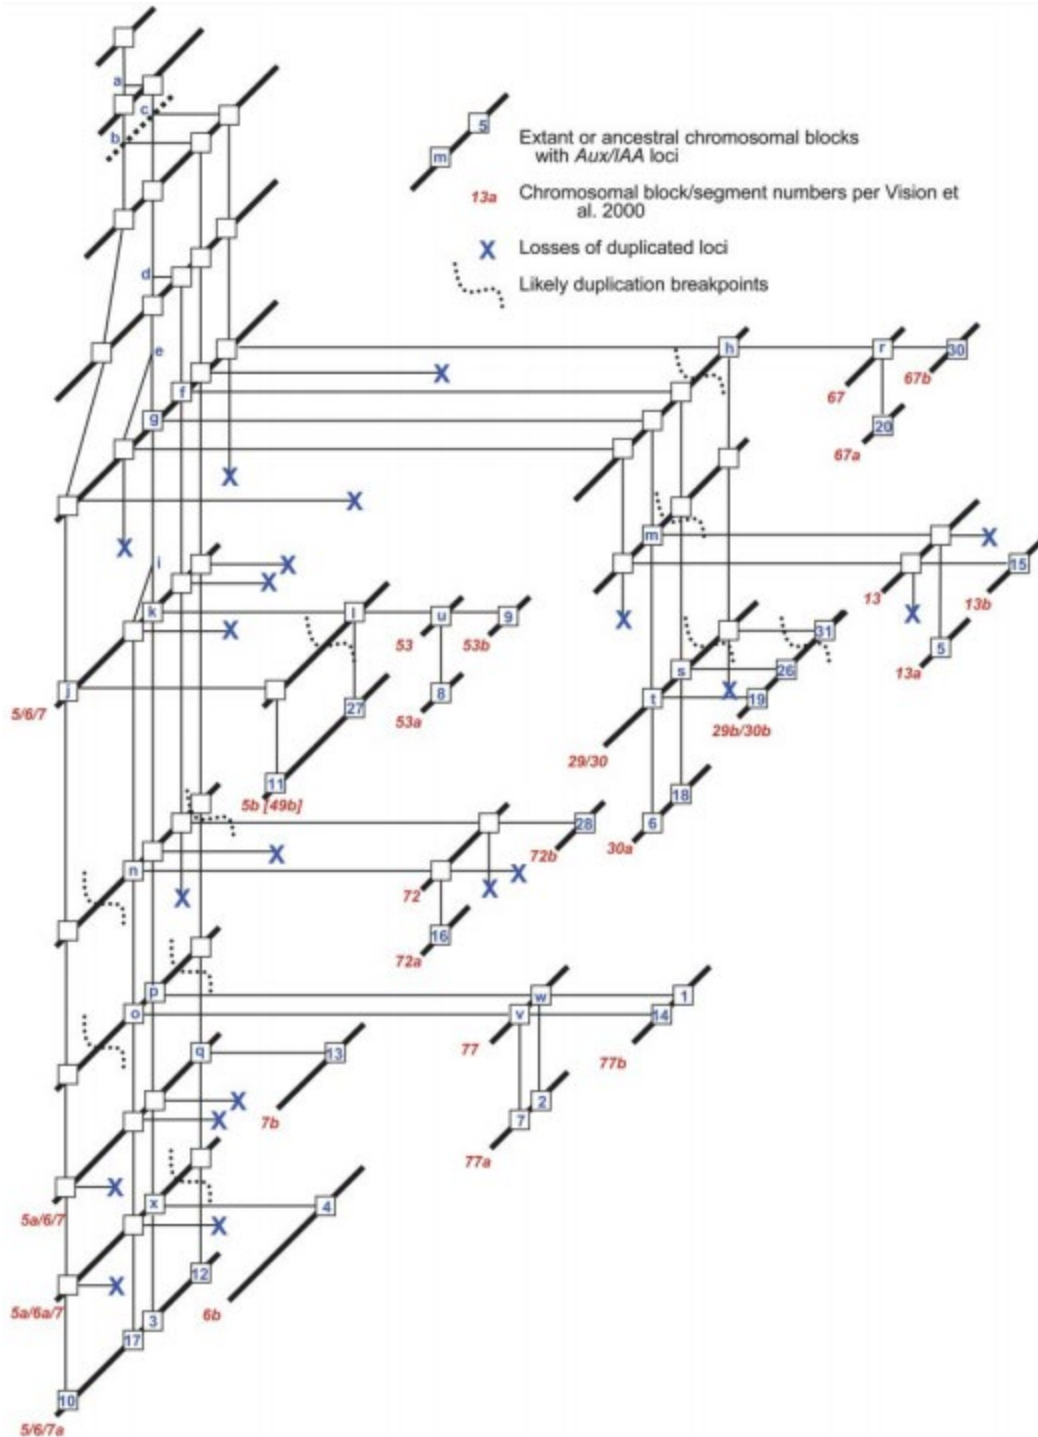 a
c
b
5
m
Extant or ancestral chromosomal blocks
with Aux/IAA loci
13a
Chromosomal block/segment numbers per Vision et
al. 2000
X
Losses of duplicated loci
Likely duplication breakpoints
d
e
h
r
30
67b
X
67
f
g
20
67a
X
X
m
X
X
i
X
15
X
13
13b
k
l
u
9
X
X
53
53b
X
31
5
13a
s
26
j
8
X
5/6/7
27
53a
t
19
29b/30b
29/30
11
5b [49b]
18
28
6
72b
30a
X
n
X
X
72
X
16
72a
p
w
1
o
v
14
77
77b
q
13
X
2
7b
X
7
77a
X
5a/6/7
x
4
X
12
X
5a/6a/7
6b
3
17
10
5/6/7a